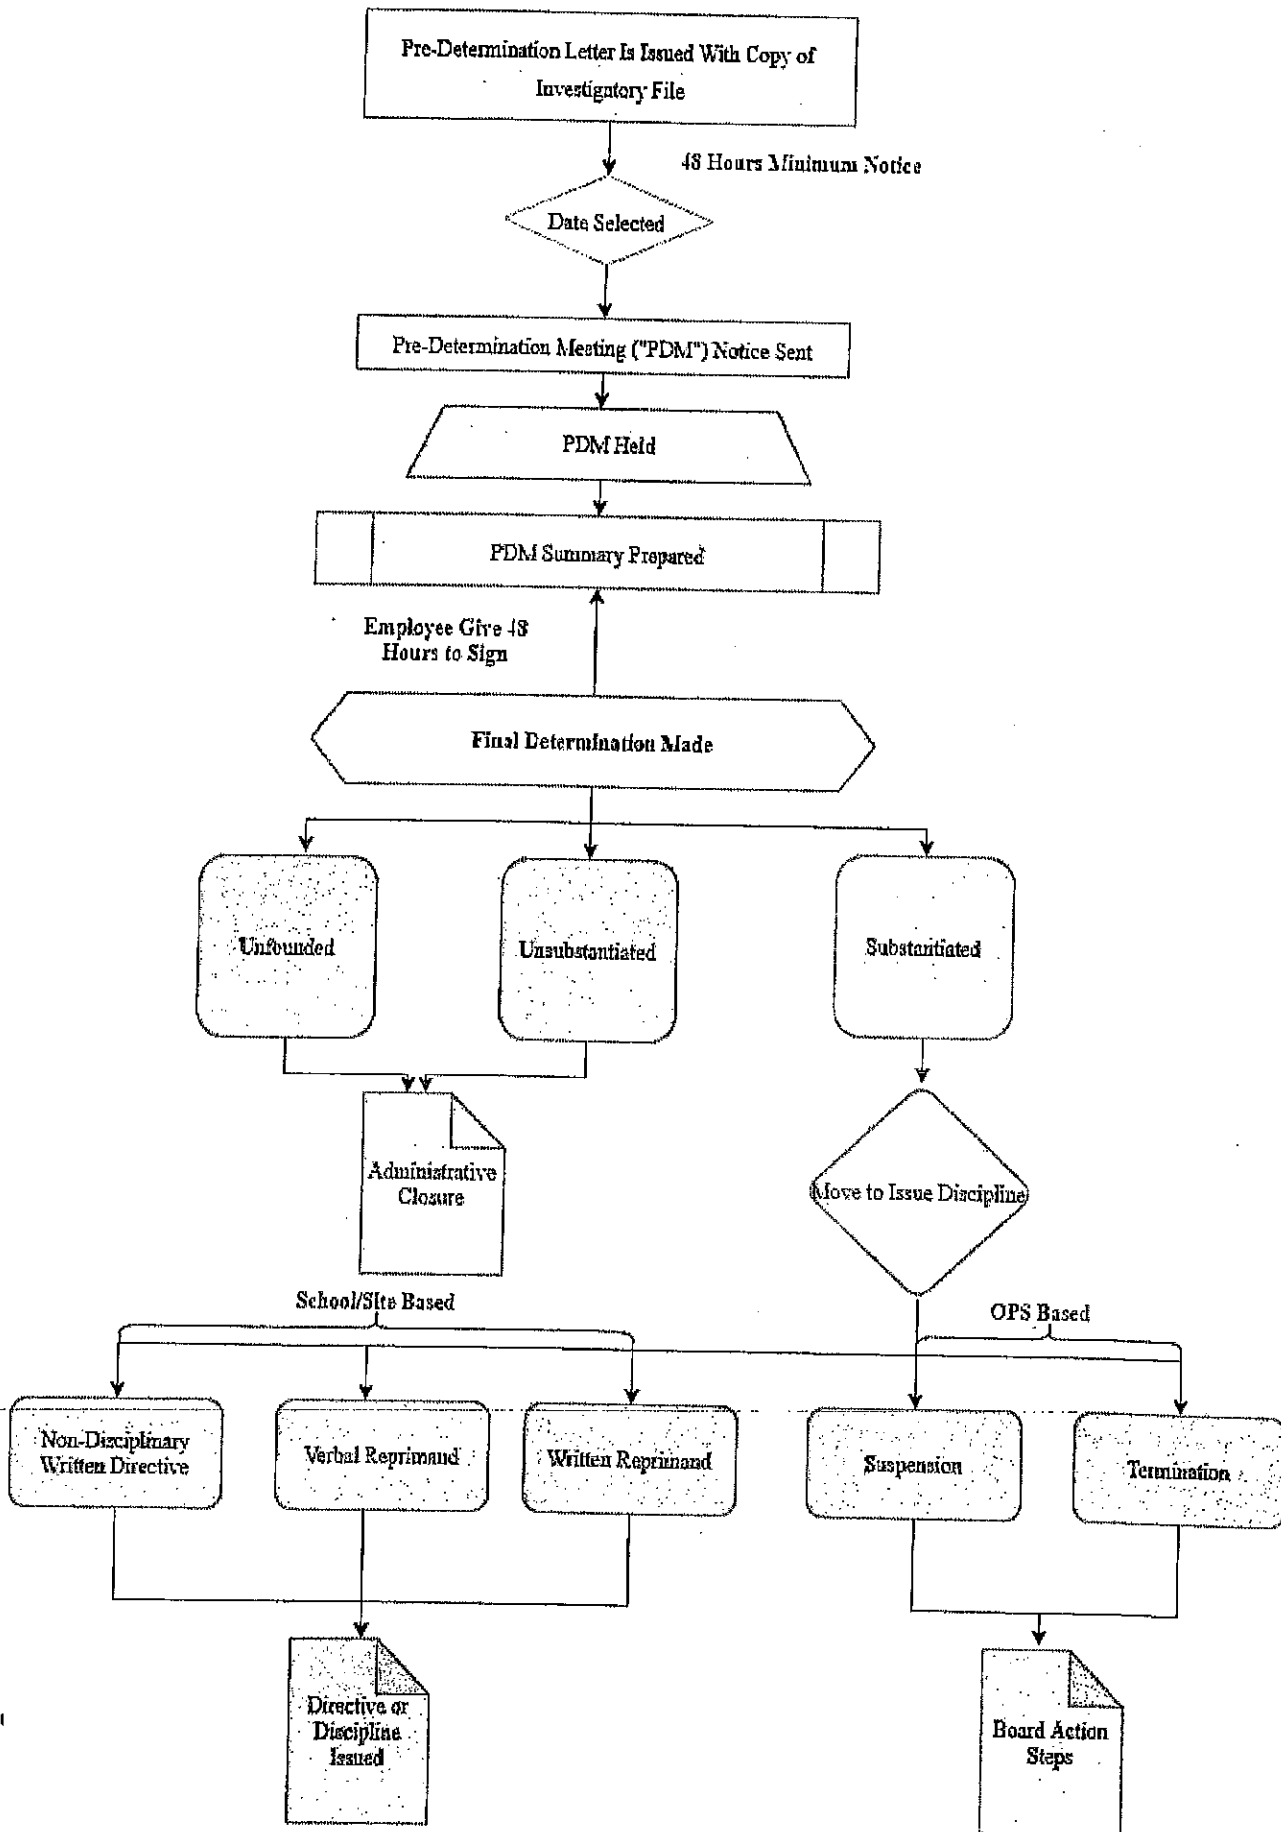 Pre-Determination Letter Is Issued With Copy of
Investigatory File
48 Hours Minimum Notice
Date Selected
Pre-Determination Meeting ("PDM") Notice Sent
PDM Held
PDM Summary Prepared
Employee Give 48
Hours to Sign
Final Determination Made
Unfounded
Unsubstantiated
Substantiated
Administrative
Closure
Move to Issue Discipline
School/Site Based
OPS Based
Non-Disciplinary
Written Directive
Verbal Reprimand
Written Reprimand
Suspension
Termination
Directive or
Discipline
Issued
Board Action
Steps